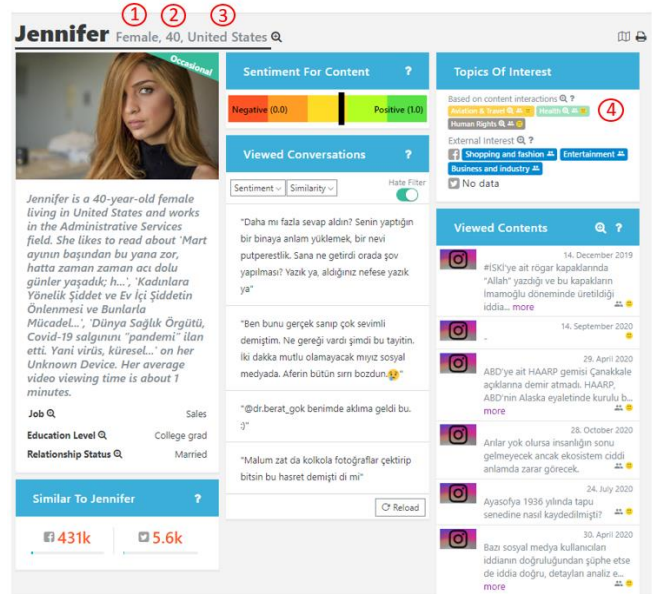 ① ② ③
Jennifer Female, 40, United States
Occasional
Jennifer is a 40-year-old female
living in United States and works
in the Administrative Services
field. She likes to read about 'Mart
ayının başından bu yana zor,
hatta zaman zaman acı dolu
günler yaşadık; h...', 'Kadınlara
Yönelik Şiddet ve Ev İçi Şiddetin
Önlenmesi ve Bunlarla
Mücadel...', 'Dünya Sağlık Örgütü,
Covid-19 salgınını "pandemi" ilan
etti. Yani virüs, küresel...' on her
Unknown Device. Her average
video viewing time is about 1
minutes.
Job Sales
Education Level College grad
Relationship Status Married
Similar To Jennifer ?
431k 5.6k
Sentiment For Content ?
Negative (0.0) Positive (1.0)
Viewed Conversations ?
Sentiment Similarity Hate Filter
"Daha mı fazla sevap aldın? Senin yaptığın
bir binaya anlam yüklemek, bir nevi
putperestlik. Sana ne getirdi orada şov
yapılması? Yazık ya, aldığınız nefese yazık
ya"
"Ben bunu gerçek sanıp çok sevimli
demiştim. Ne gereği vardı şimdi bu tayitin.
İki dakka mutlu olamayacak mıyız sosyal
medyada. Aferin bütün sırrı bozdun.😢"
"@dr.berat_gok benimde aklıma geldi bu.
:)"
"Malum zat da kolkola fotoğraflar çektirip
bitsin bu hasret demişti di mi"
Reload
Topics Of Interest
Based on content interactions ?
④
Aviation & Travel Health
Human Rights
External Interest ?
Shopping and fashion Entertainment
Business and industry
No data
Viewed Contents ?
14. December 2019
#İSKİ'ye ait rögar kapaklarında
"Allah" yazdığı ve bu kapakların
İmamoğlu döneminde üretildiği
iddia... more
14. September 2020
-
29. April 2020
ABD'ye ait HAARP gemisi Çanakkale
açıklarına demir atmadı. HAARP,
ABD'nin Alaska eyaletinde kurulu b...
more
28. October 2020
Arılar yok olursa insanlığın sonu
gelmeyecek ancak ekosistem ciddi
anlamda zarar görecek.
24. July 2020
Ayasofya 1936 yılında tapu
senedine nasıl kaydedilmişti?
30. April 2020
Bazı sosyal medya kullanıcıları
iddianın doğruluğundan şüphe etse
de iddia doğru, detayları analiz e...
more